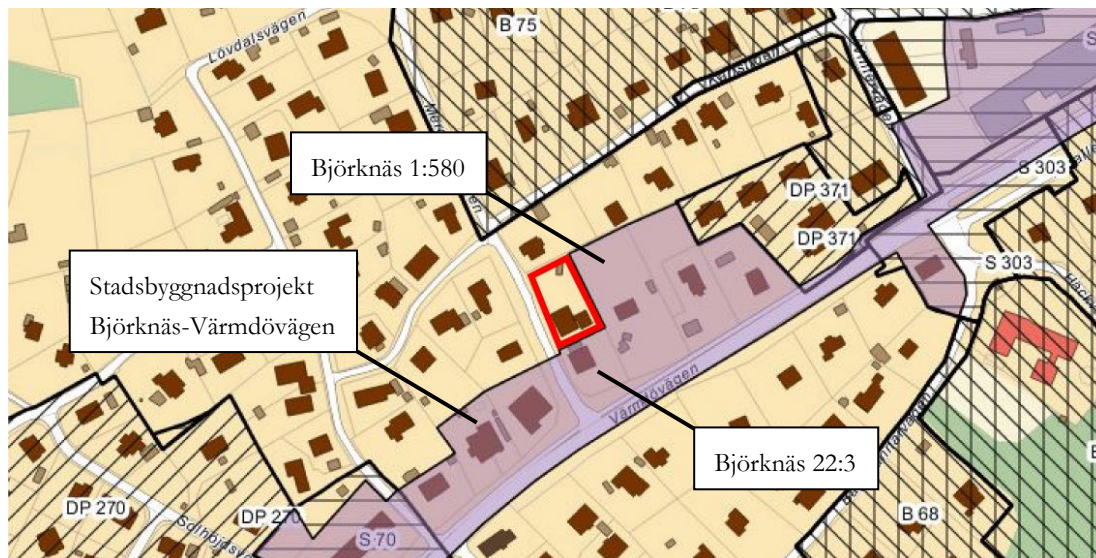 B 75
Lövdalsvägen
Björknäs 1:580
S 303
DP 371
DP 371
S 303
Stadsbyggnadsprojekt
Björknäs-Värmdövägen
Värmdövägen
Björknäs 22:3
DP 270
DP 270
S 70
B 68